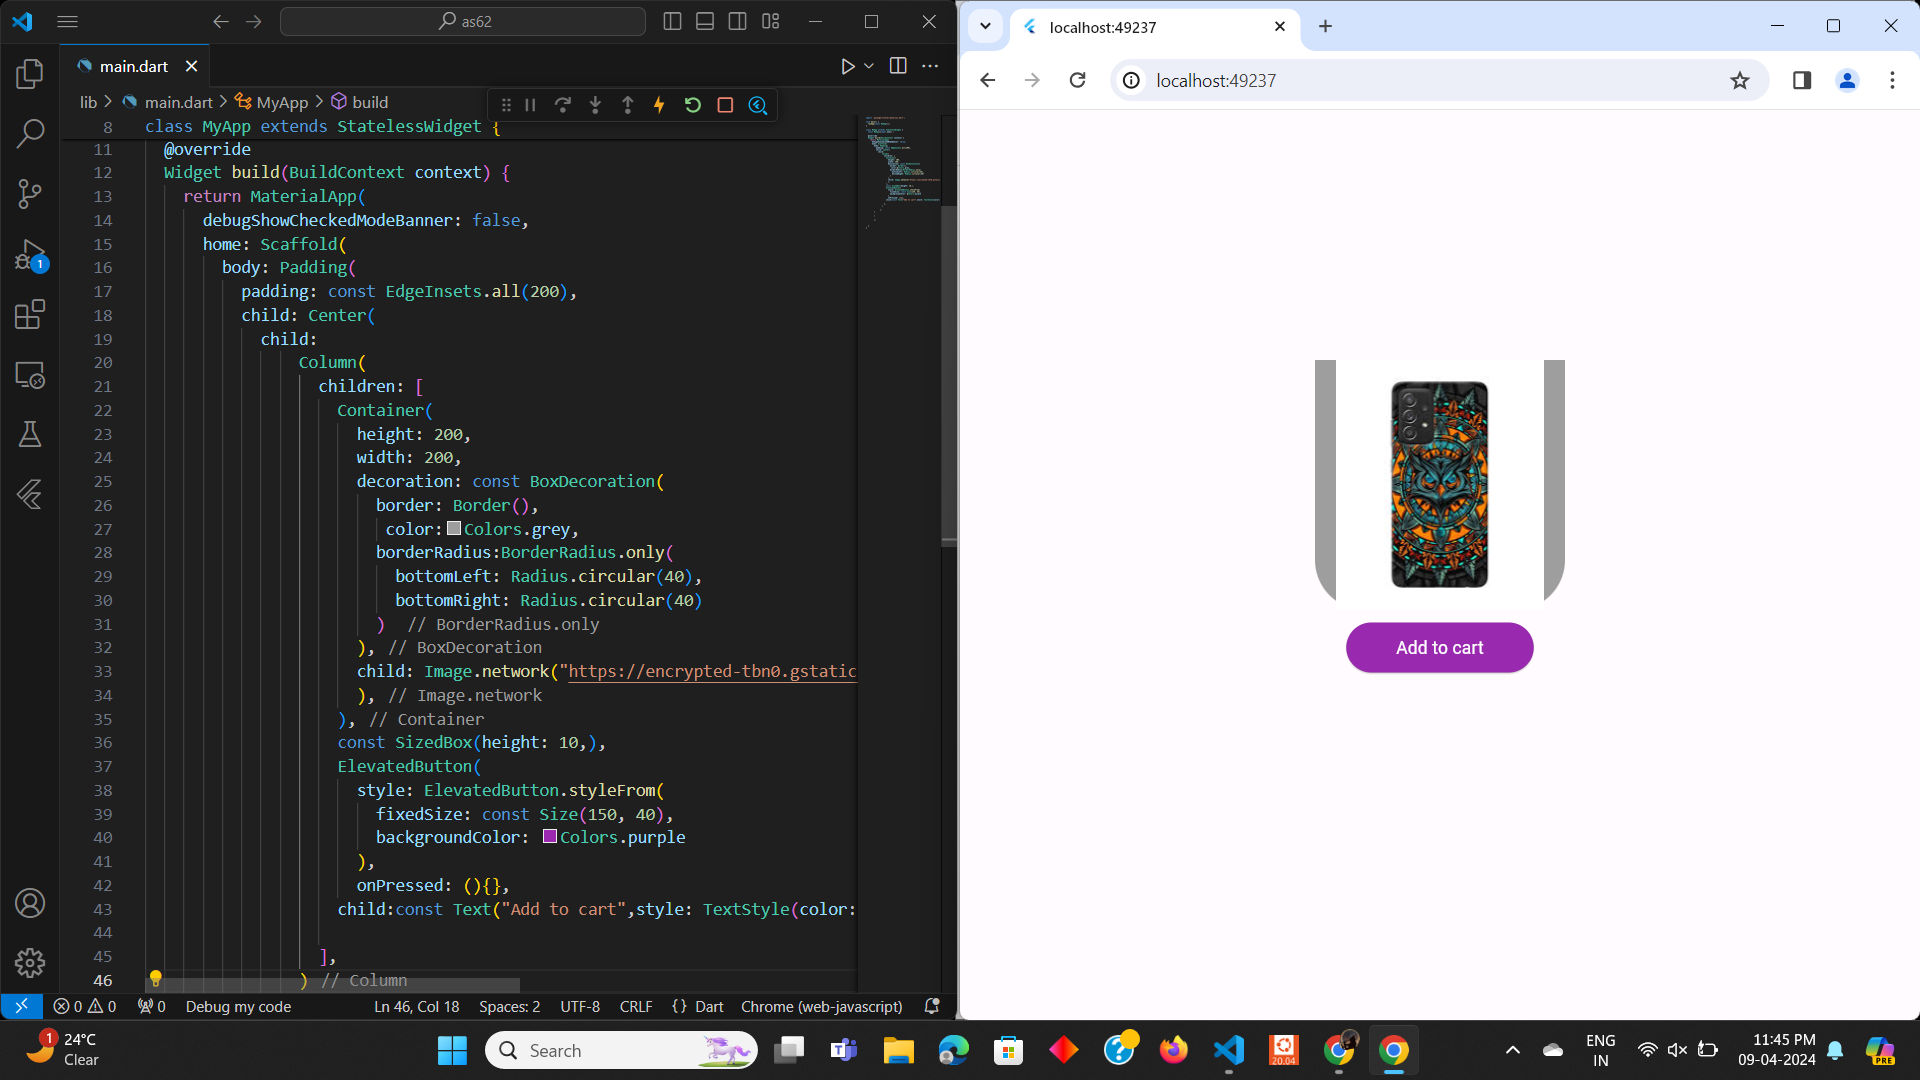 as62
main.dart
lib > main.dart > MyApp > build
8 class MyApp extends StatelessWidget {
11 @override
12 Widget build(BuildContext context) {
13 return MaterialApp(
14 debugShowCheckedModeBanner: false,
15 home: Scaffold(
16 body: Padding(
17 padding: const EdgeInsets.all(200),
18 child: Center(
19 child:
20 Column(
21 children: [
22 Container(
23 height: 200,
24 width: 200,
25 decoration: const BoxDecoration(
26 border: Border(),
27 color: Colors.grey,
28 borderRadius:BorderRadius.only(
29 bottomLeft: Radius.circular(40),
30 bottomRight: Radius.circular(40)
31 ) // BorderRadius.only
32 ), // BoxDecoration
33 child: Image.network("https://encrypted-tbn0.gstatic
34 ), // Image.network
35 ), // Container
36 const SizedBox(height: 10,),
37 ElevatedButton(
38 style: ElevatedButton.styleFrom(
39 fixedSize: const Size(150, 40),
40 backgroundColor: Colors.purple
41 ),
42 onPressed: (){},
43 child:const Text("Add to cart",style: TextStyle(color:
44
45 ],
46 ) // Column
1
0 0 0 Debug my code Ln 46, Col 18 Spaces: 2 UTF-8 CRLF {} Dart Chrome (web-javascript)
localhost:49237
localhost:49237
Add to cart
1
24°C
Clear
Search
20.04
ENG
IN
11:45 PM
09-04-2024
PRE